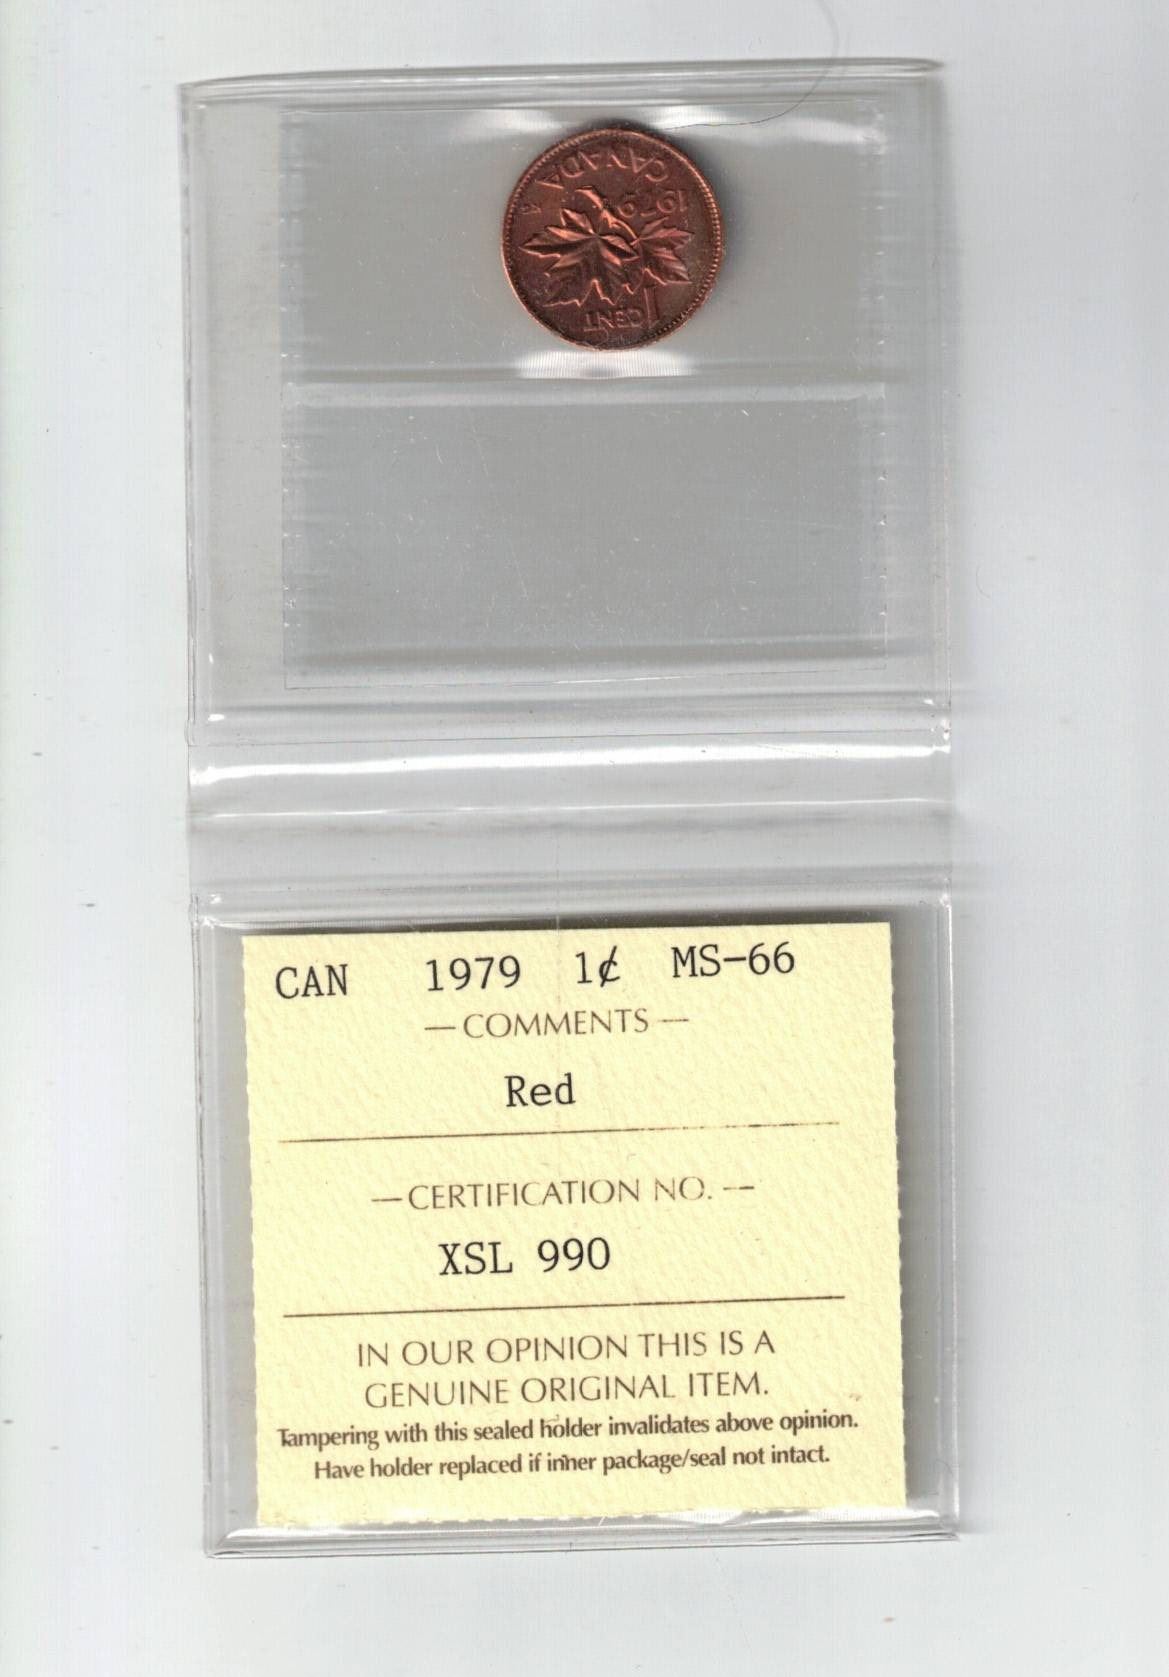 1 CENT
1979
CANADA
CAN 1979 1¢ MS-66
— COMMENTS —
Red
— CERTIFICATION NO. —
XSL 990
IN OUR OPINION THIS IS A
GENUINE ORIGINAL ITEM.
Tampering with this sealed holder invalidates above opinion.
Have holder replaced if inner package/seal not intact.